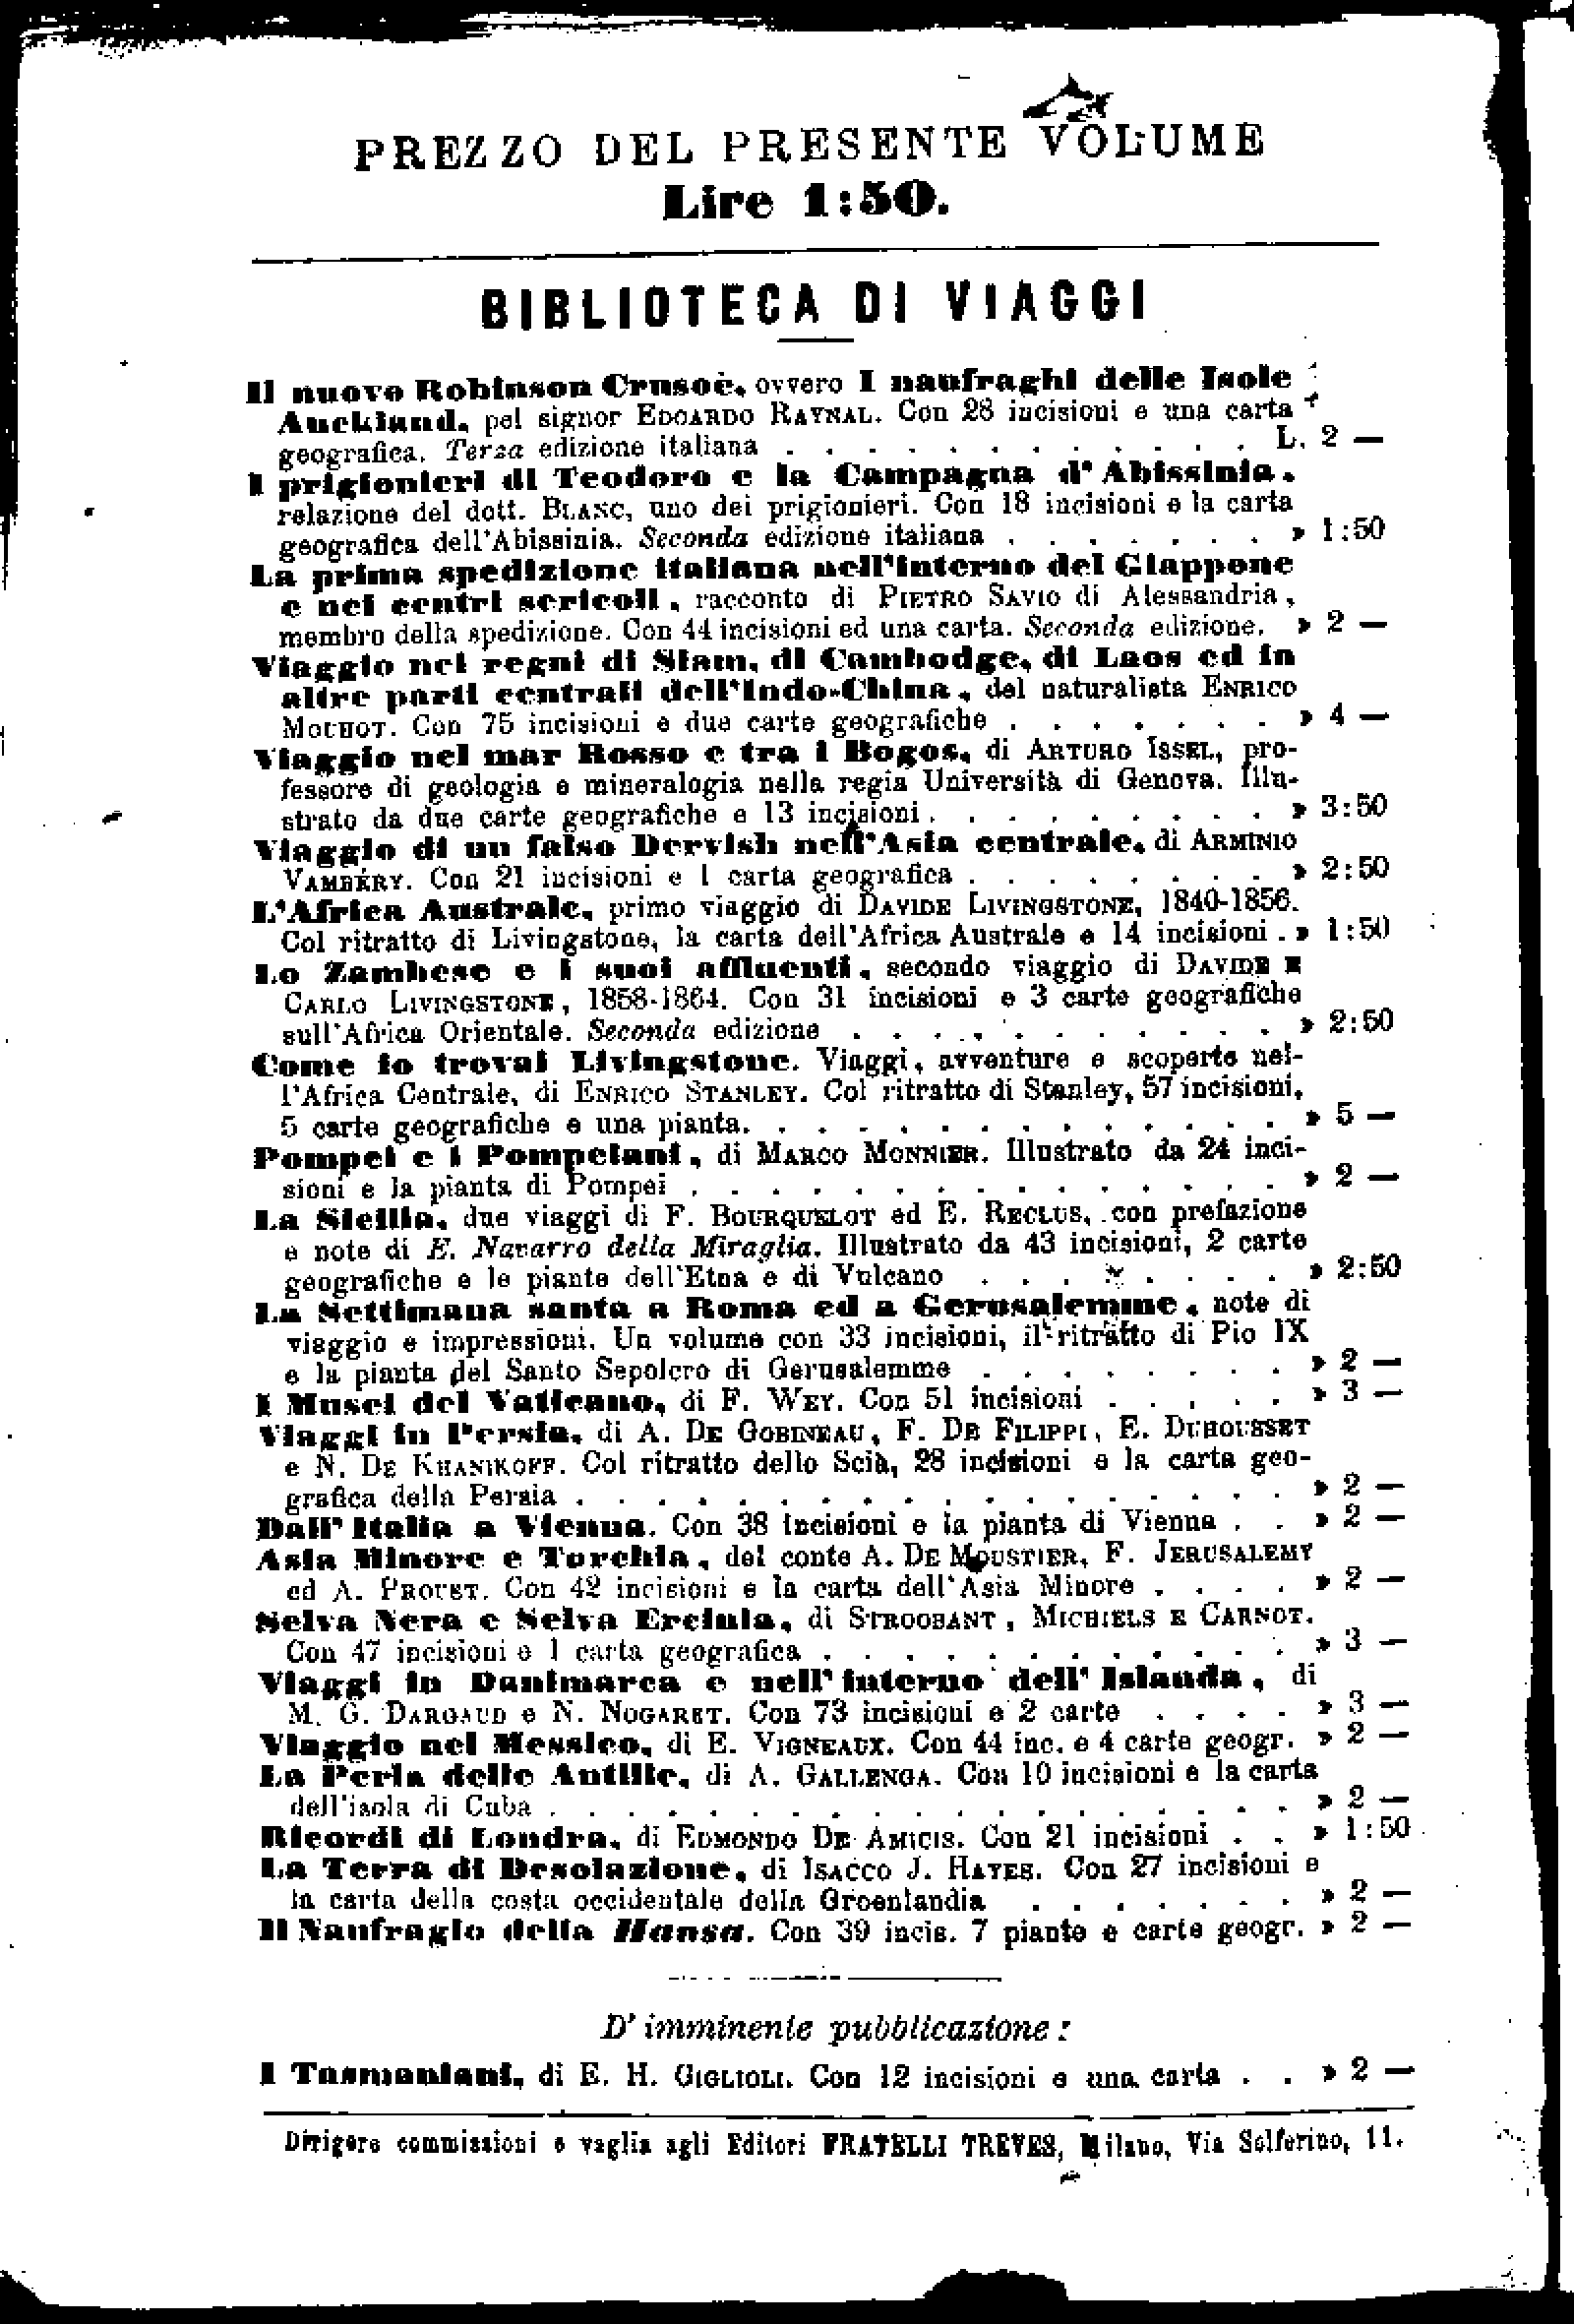 PREZZO DEL PRESENTE VOLUME
Lire 1:50.
BIBLIOTECA DI VIAGGI
Il nuovo Robinson Crusoè, ovvero I naufraghi delle Isole
Auckland, pel signor EDOARDO RAYNAL. Con 28 incisioni e una carta
geografica. Terza edizione italiana . . . . . . . . . . . . L. 2 —
I prigionieri di Teodoro e la Campagna d'Abissinia,
relazione del dott. BLANC, uno dei prigionieri. Con 18 incisioni e la carta
geografica dell'Abissinia. Seconda edizione italiana . . . . . . . » 1:50
La prima spedizione italiana nell'interno del Giappone
e nei centri sericoli, racconto di PIETRO SAVIO di Alessandria,
membro della spedizione. Con 44 incisioni ed una carta. Seconda edizione. » 2 —
Viaggio nei regni di Siam, di Cambodge, di Laos ed in
altre parti centrali dell'Indo-China, del naturalista ENRICO
MOUHOT. Con 75 incisioni e due carte geografiche . . . . . . . » 4 —
Viaggio nel mar Rosso e tra i Bogos, di ARTURO ISSEL, pro-
fessore di geologia e mineralogia nella regia Università di Genova. Illu-
strato da due carte geografiche e 13 incisioni . . . . . . . . . » 3:50
Viaggio di un falso Dervish nell'Asia centrale, di ARMINIO
VAMBÉRY. Con 21 incisioni e 1 carta geografica . . . . . . . . » 2:50
L'Africa Australe, primo viaggio di DAVIDE LIVINGSTONE, 1840-1856.
Col ritratto di Livingstone, la carta dell'Africa Australe e 14 incisioni . » 1:50
Lo Zambese e i suoi affluenti, secondo viaggio di DAVIDE E
CARLO LIVINGSTONE, 1858-1864. Con 31 incisioni e 3 carte geografiche
sull'Africa Orientale. Seconda edizione . . . . . . . . . . . » 2:50
Come io trovai Livingstone. Viaggi, avventure e scoperte nel-
l'Africa Centrale, di ENRICO STANLEY. Col ritratto di Stanley, 57 incisioni,
5 carte geografiche e una pianta. . . . . . . . . . . . . . » 5 —
Pompei e i Pompeiani, di MARCO MONNIER. Illustrato da 24 inci-
sioni e la pianta di Pompei . . . . . . . . . . . . . . . » 2 —
La Sicilia, due viaggi di F. BOURQUELOT ed E. RECLUS, con prefazione
e note di E. Navarro della Miraglia. Illustrato da 43 incisioni, 2 carte
geografiche e le piante dell'Etna e di Vulcano . . . . . . . . » 2:50
La Settimana santa a Roma ed a Gerusalemme, note di
viaggio e impressioni. Un volume con 33 incisioni, il ritratto di Pio IX
e la pianta del Santo Sepolcro di Gerusalemme . . . . . . . . » 2 —
I Musei del Vaticano, di F. WEY. Con 51 incisioni . . . . . » 3 —
Viaggi in Persia, di A. DE GOBINEAU, F. DE FILIPPI, E. DUHOUSSET
e N. DE KHANIKOFF. Col ritratto dello Scià, 28 incisioni e la carta geo-
grafica della Persia . . . . . . . . . . . . . . . . . . » 2 —
Dall'Italia a Vienna. Con 38 incisioni e la pianta di Vienna . . » 2 —
Asia Minore e Turchia, del conte A. DE MOUSTIER, F. JERUSALEMY
ed A. PROUST. Con 42 incisioni e la carta dell'Asia Minore . . . . » 2 —
Selva Nera e Selva Ercinia, di STROOBANT, MICHIELS E CARNOT.
Con 47 incisioni e 1 carta geografica . . . . . . . . . . . . » 3 —
Viaggi in Danimarca e nell'interno dell'Islanda, di
M. G. DARGAUD e N. NOGARET. Con 73 incisioni e 2 carte . . . . » 3 —
Viaggio nel Messico, di E. VIGNEAUX. Con 44 inc. e 4 carte geogr. » 2 —
La Perla delle Antille, di A. GALLENGA. Con 10 incisioni e la carta
dell'isola di Cuba . . . . . . . . . . . . . . . . . . . » 2 —
Ricordi di Londra, di EDMONDO DE AMICIS. Con 21 incisioni . . » 1:50
La Terra di Desolazione, di ISACCO J. HAYES. Con 27 incisioni e
la carta della costa occidentale della Groenlandia . . . . . . . » 2 —
Il Naufragio della Hansa. Con 39 incis. 7 piante e carte geogr. » 2 —
D'imminente pubblicazione:
I Tasmaniani, di E. H. GIGLIOLI. Con 12 incisioni e una carta . . » 2 —
Dirigere commissioni e vaglia agli Editori FRATELLI TREVES, Milano, Via Solferino, 11.